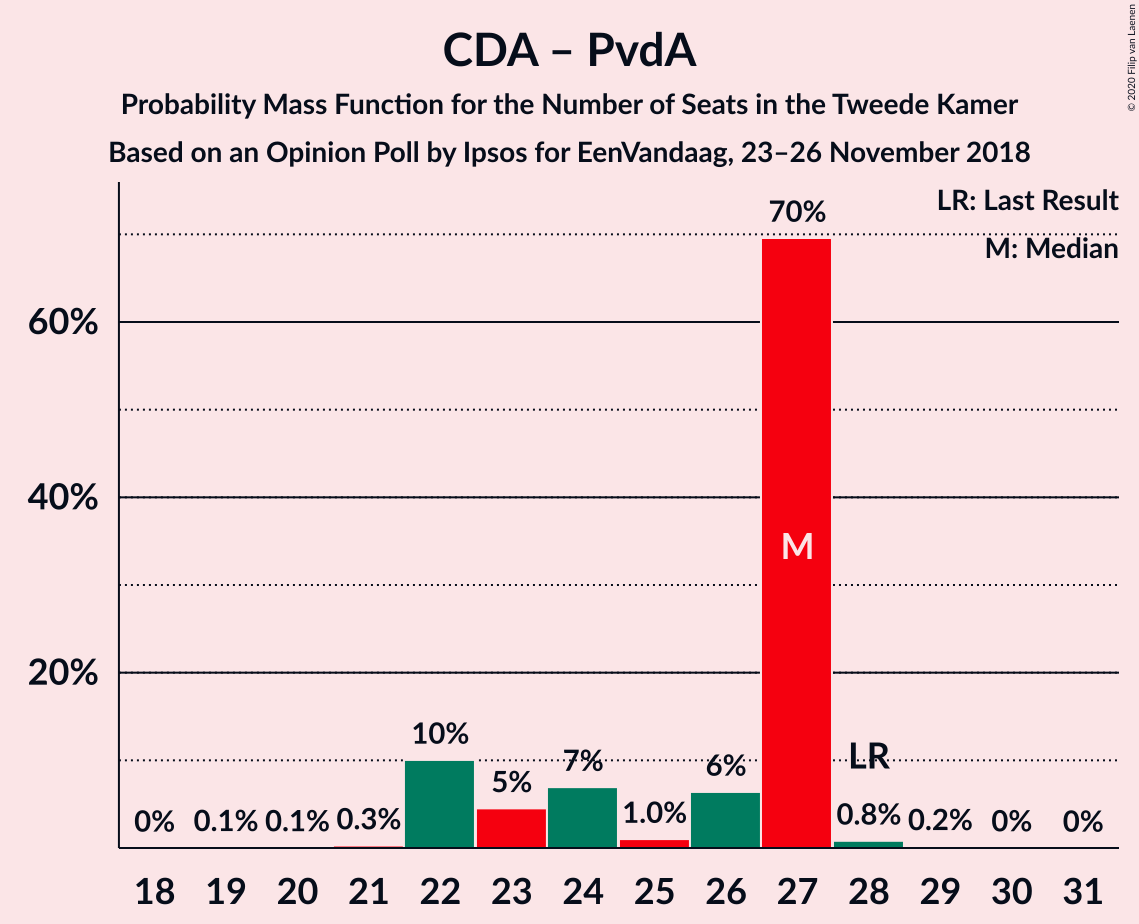 CDA – PvdA
Probability Mass Function for the Number of Seats in the Tweede Kamer
Based on an Opinion Poll by Ipsos for EenVandaag, 23–26 November 2018
© 2020 Filip van Laenen
LR: Last Result
M: Median
70%
60%
40%
20%
M
LR
0%
0.1%
0.1%
0.3%
10%
5%
7%
1.0%
6%
0.8%
0.2%
0%
0%
18 19 20 21 22 23 24 25 26 27 28 29 30 31